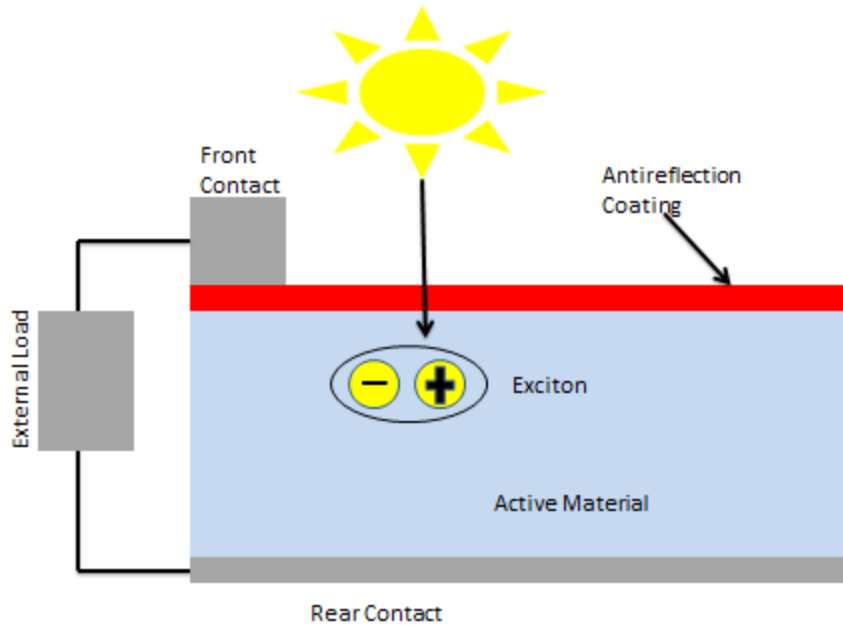 Front
Contact
Antireflection
Coating
External Load
Exciton
Active Material
Rear Contact